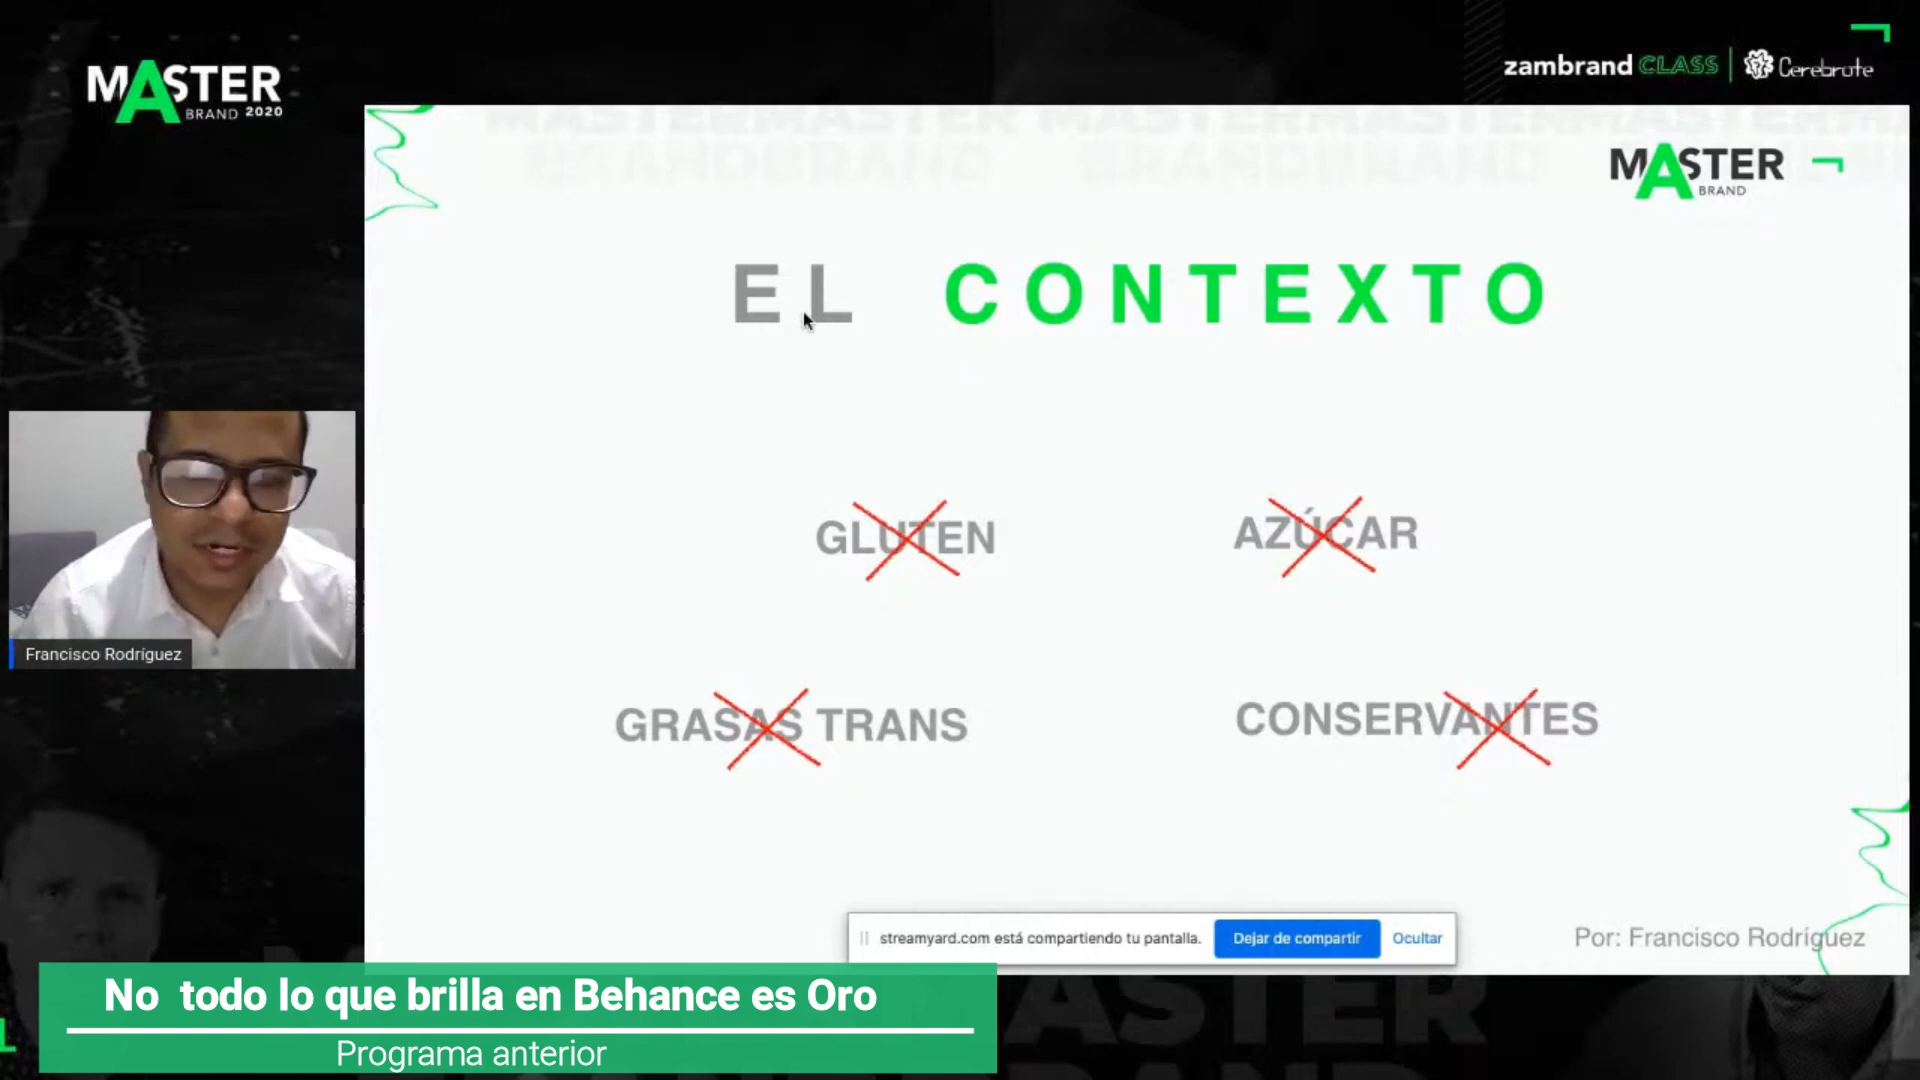 MASTER
BRAND 2020
zambrand CLASS | Cerebrote
MASTER
BRAND
EL CONTEXTO
GLUTEN
AZÚCAR
GRASAS TRANS
CONSERVANTES
Francisco Rodríguez
streamyard.com está compartiendo tu pantalla.
Dejar de compartir
Ocultar
Por: Francisco Rodríguez
No todo lo que brilla en Behance es Oro
Programa anterior